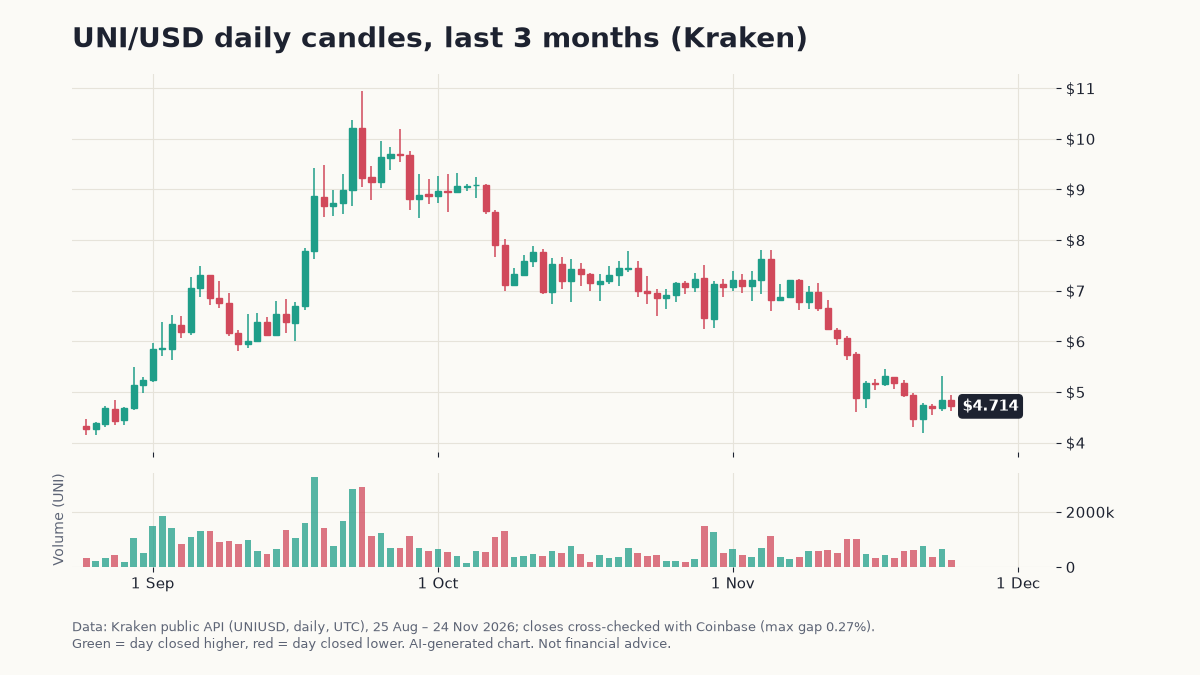 UNI/USD daily candles, last 3 months (Kraken)
$11
$10
$9
$8
$7
$6
$5
$4
$4.714
Volume (UNI)
2000k
0
1 Sep
1 Oct
1 Nov
1 Dec
Data: Kraken public API (UNIUSD, daily, UTC), 25 Aug – 24 Nov 2026; closes cross-checked with Coinbase (max gap 0.27%).
Green = day closed higher, red = day closed lower. AI-generated chart. Not financial advice.